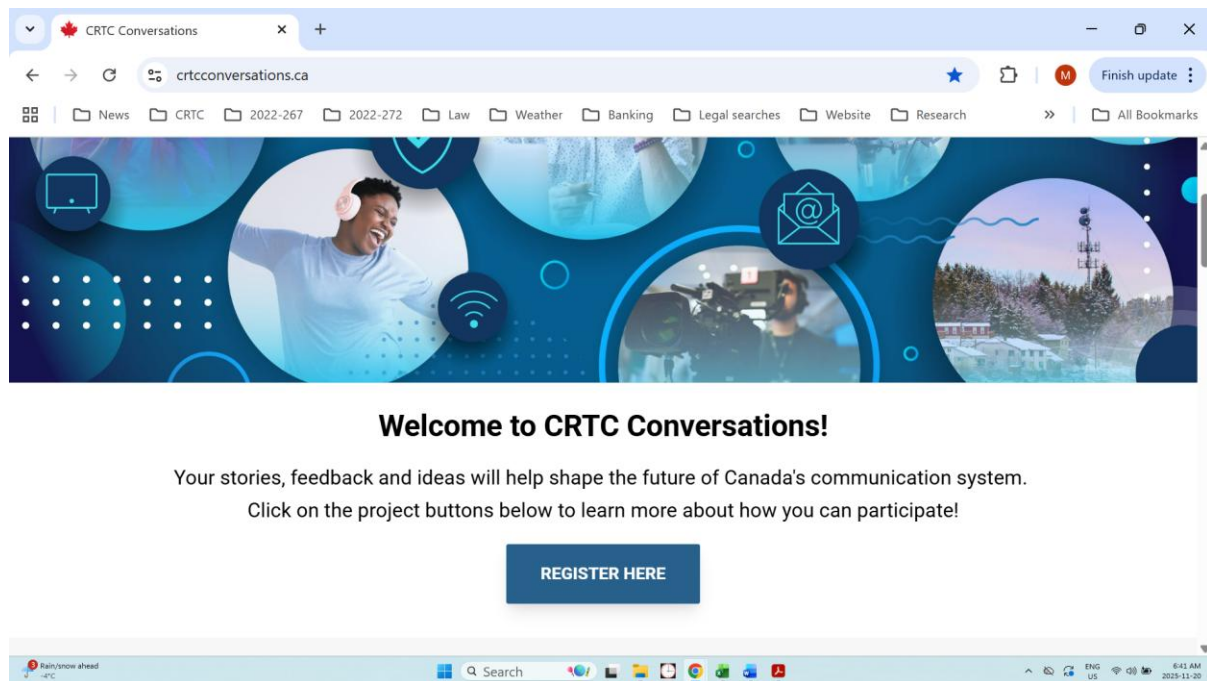 CRTC Conversations
crtcconversations.ca
M
Finish update
News CRTC 2022-267 2022-272 Law Weather Banking Legal searches Website Research » All Bookmarks
@
Welcome to CRTC Conversations!
Your stories, feedback and ideas will help shape the future of Canada's communication system.
Click on the project buttons below to learn more about how you can participate!
REGISTER HERE
3
Rain/snow ahead
-4°C
Search
ENG
US
6:41 AM
2025-11-20